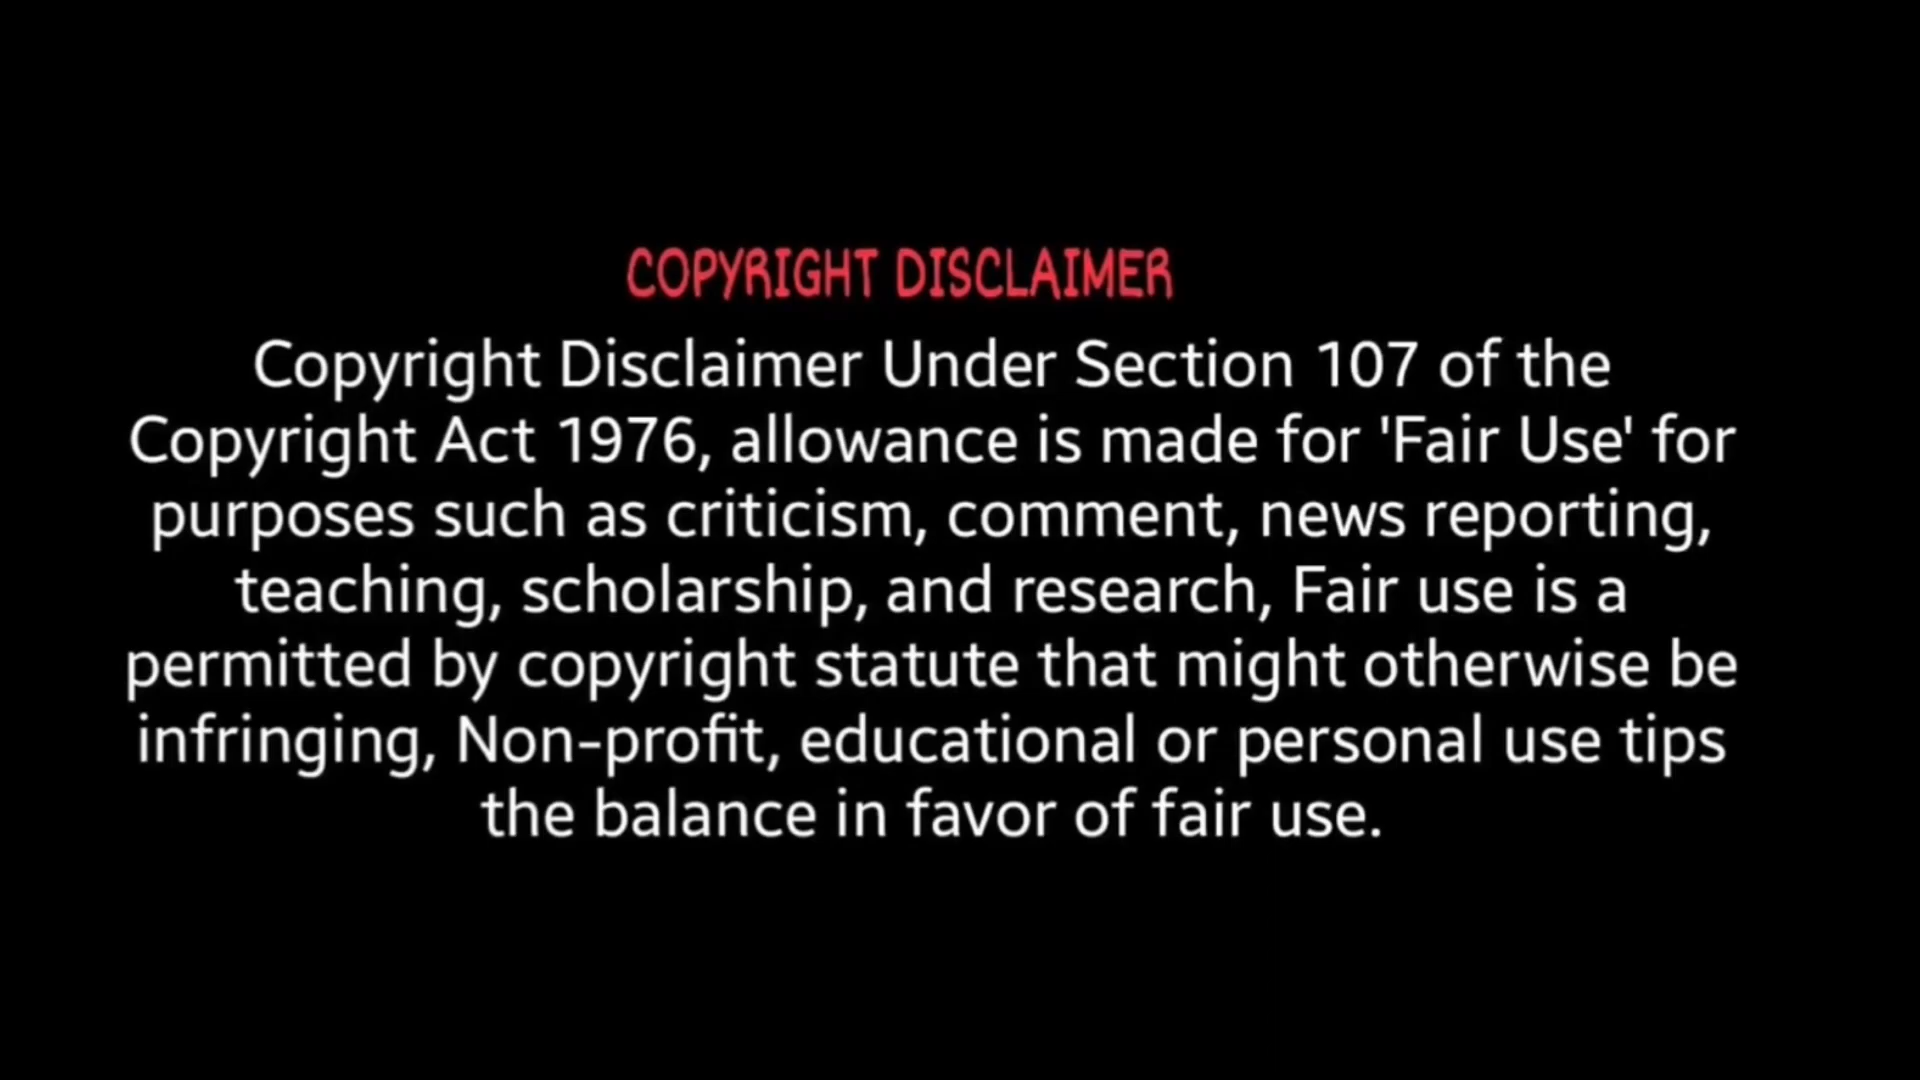 COPYRIGHT DISCLAIMER
Copyright Disclaimer Under Section 107 of the
Copyright Act 1976, allowance is made for 'Fair Use' for
purposes such as criticism, comment, news reporting,
teaching, scholarship, and research, Fair use is a
permitted by copyright statute that might otherwise be
infringing, Non-profit, educational or personal use tips
the balance in favor of fair use.